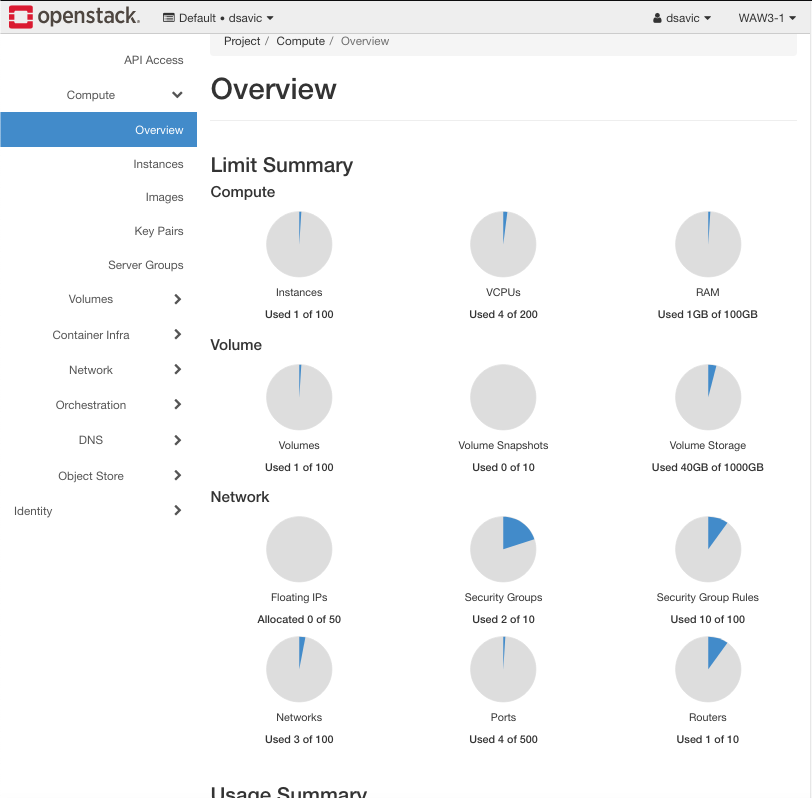 openstack. Default • dsavic dsavic WAW3-1
Project / Compute / Overview
API Access
Compute
Overview
Instances
Images
Key Pairs
Server Groups
Volumes
Container Infra
Network
Orchestration
DNS
Object Store
Identity
Overview
Limit Summary
Compute
Instances VCPUs RAM
Used 1 of 100 Used 4 of 200 Used 1GB of 100GB
Volume
Volumes Volume Snapshots Volume Storage
Used 1 of 100 Used 0 of 10 Used 40GB of 1000GB
Network
Floating IPs Security Groups Security Group Rules
Allocated 0 of 50 Used 2 of 10 Used 10 of 100
Networks Ports Routers
Used 3 of 100 Used 4 of 500 Used 1 of 10
Usage Summary